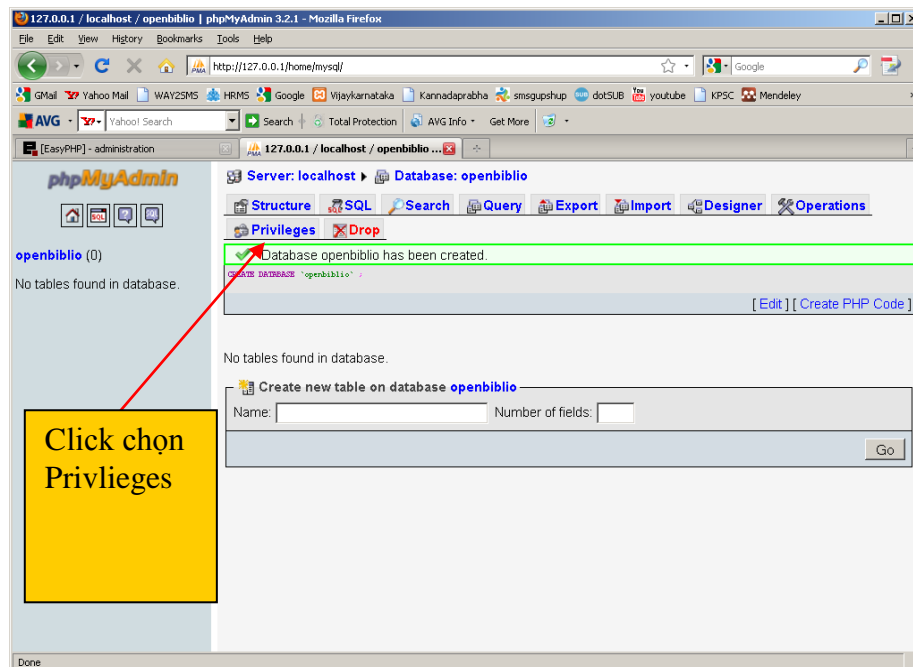 127.0.0.1 / localhost / openbiblio | phpMyAdmin 3.2.1 - Mozilla Firefox
File Edit View History Bookmarks Tools Help
http://127.0.0.1/home/mysql/ Google
GMail Yahoo Mail WAY2SMS HRMS Google Vijaykarnataka Kannadaprabha smsgupshup dotSUB youtube KPSC Mendeley
AVG Yahoo! Search Search Total Protection AVG Info Get More
[EasyPHP] - administration 127.0.0.1 / localhost / openbiblio ...
phpMyAdmin
openbiblio (0)
No tables found in database.
Server: localhost Database: openbiblio
Structure SQL Search Query Export Import Designer Operations
Privileges Drop
Database openbiblio has been created.
CREATE DATABASE `openbiblio` ;
[ Edit ] [ Create PHP Code ]
No tables found in database.
Create new table on database openbiblio
Name: Number of fields:
Go
Click chọn
Privlieges
Done